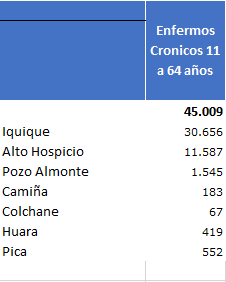 Enfermos
Cronicos 11
a 64 años
45.009
Iquique 30.656
Alto Hospicio 11.587
Pozo Almonte 1.545
Camiña 183
Colchane 67
Huara 419
Pica 552